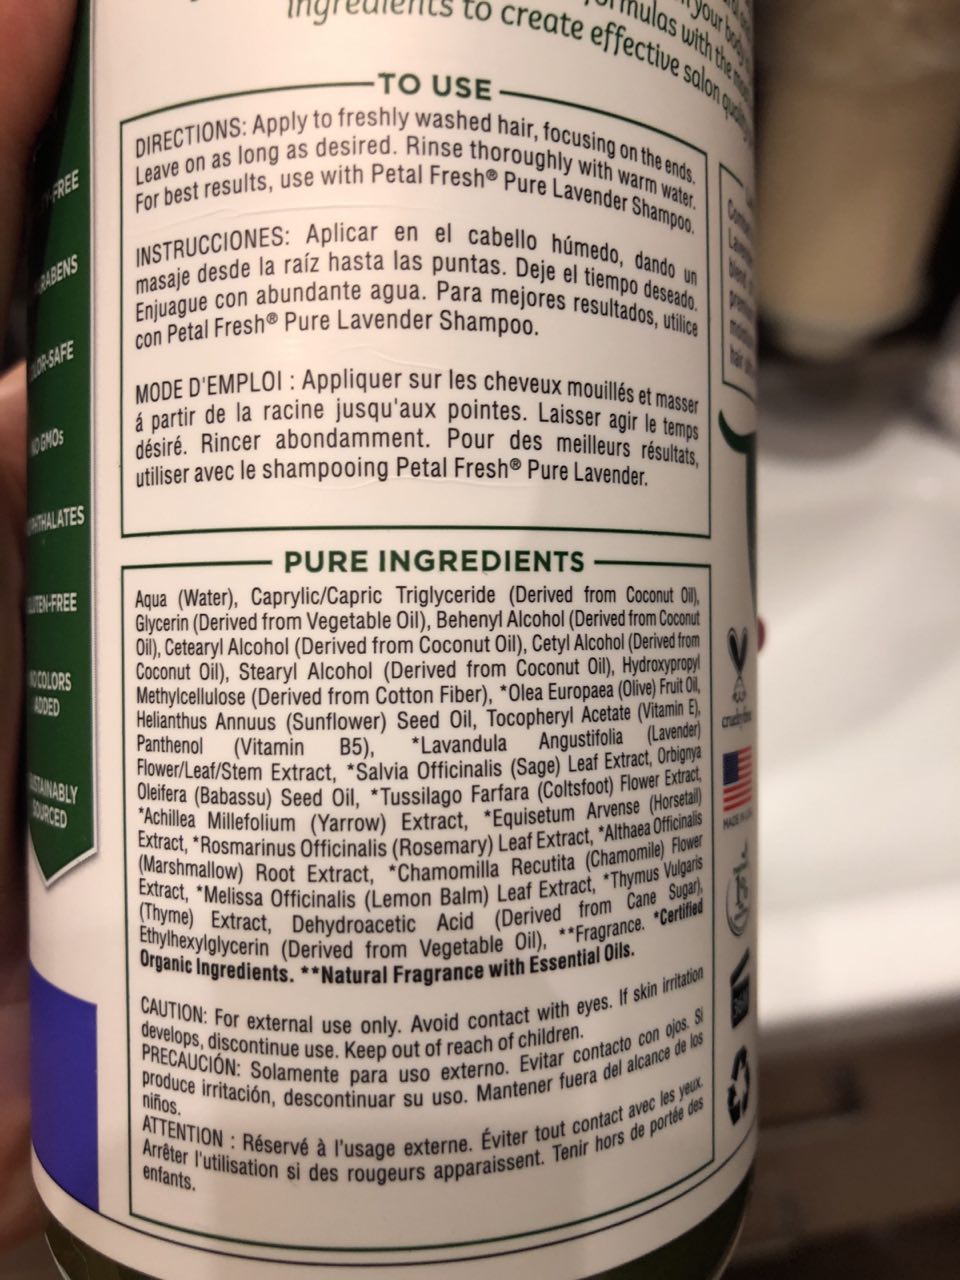 ingredients to create effective salon quality
formulas with the
TO USE
DIRECTIONS: Apply to freshly washed hair, focusing on the ends.
Leave on as long as desired. Rinse thoroughly with warm water.
For best results, use with Petal Fresh® Pure Lavender Shampoo.
INSTRUCCIONES: Aplicar en el cabello húmedo, dando un
masaje desde la raíz hasta las puntas. Deje el tiempo deseado.
Enjuague con abundante agua. Para mejores resultados, utilice
con Petal Fresh® Pure Lavender Shampoo.
MODE D'EMPLOI : Appliquer sur les cheveux mouillés et masser
á partir de la racine jusqu'aux pointes. Laisser agir le temps
désiré. Rincer abondamment. Pour des meilleurs résultats,
utiliser avec le shampooing Petal Fresh® Pure Lavender.
PURE INGREDIENTS
Aqua (Water), Caprylic/Capric Triglyceride (Derived from Coconut Oil),
Glycerin (Derived from Vegetable Oil), Behenyl Alcohol (Derived from Coconut
Oil), Cetearyl Alcohol (Derived from Coconut Oil), Cetyl Alcohol (Derived from
Coconut Oil), Stearyl Alcohol (Derived from Coconut Oil), Hydroxypropyl
Methylcellulose (Derived from Cotton Fiber), *Olea Europaea (Olive) Fruit Oil,
Helianthus Annuus (Sunflower) Seed Oil, Tocopheryl Acetate (Vitamin E),
Panthenol (Vitamin B5), *Lavandula Angustifolia (Lavender)
Flower/Leaf/Stem Extract, *Salvia Officinalis (Sage) Leaf Extract, Orbignya
Oleifera (Babassu) Seed Oil, *Tussilago Farfara (Coltsfoot) Flower Extract,
*Achillea Millefolium (Yarrow) Extract, *Equisetum Arvense (Horsetail)
Extract, *Rosmarinus Officinalis (Rosemary) Leaf Extract, *Althaea Officinalis
(Marshmallow) Root Extract, *Chamomilla Recutita (Chamomile) Flower
Extract, *Melissa Officinalis (Lemon Balm) Leaf Extract, *Thymus Vulgaris
(Thyme) Extract, Dehydroacetic Acid (Derived from Cane Sugar),
Ethylhexylglycerin (Derived from Vegetable Oil), **Fragrance. *Certified
Organic Ingredients. **Natural Fragrance with Essential Oils.
CAUTION: For external use only. Avoid contact with eyes. If skin irritation
develops, discontinue use. Keep out of reach of children.
PRECAUCIÓN: Solamente para uso externo. Evitar contacto con ojos. Si
produce irritación, descontinuar su uso. Mantener fuera del alcance de los
niños.
ATTENTION : Réservé à l'usage externe. Éviter tout contact avec les yeux.
Arrêter l'utilisation si des rougeurs apparaissent. Tenir hors de portée des
enfants.
NO GMOs
NO COLORS
ADDED
cruelty free
MADE IN
1%